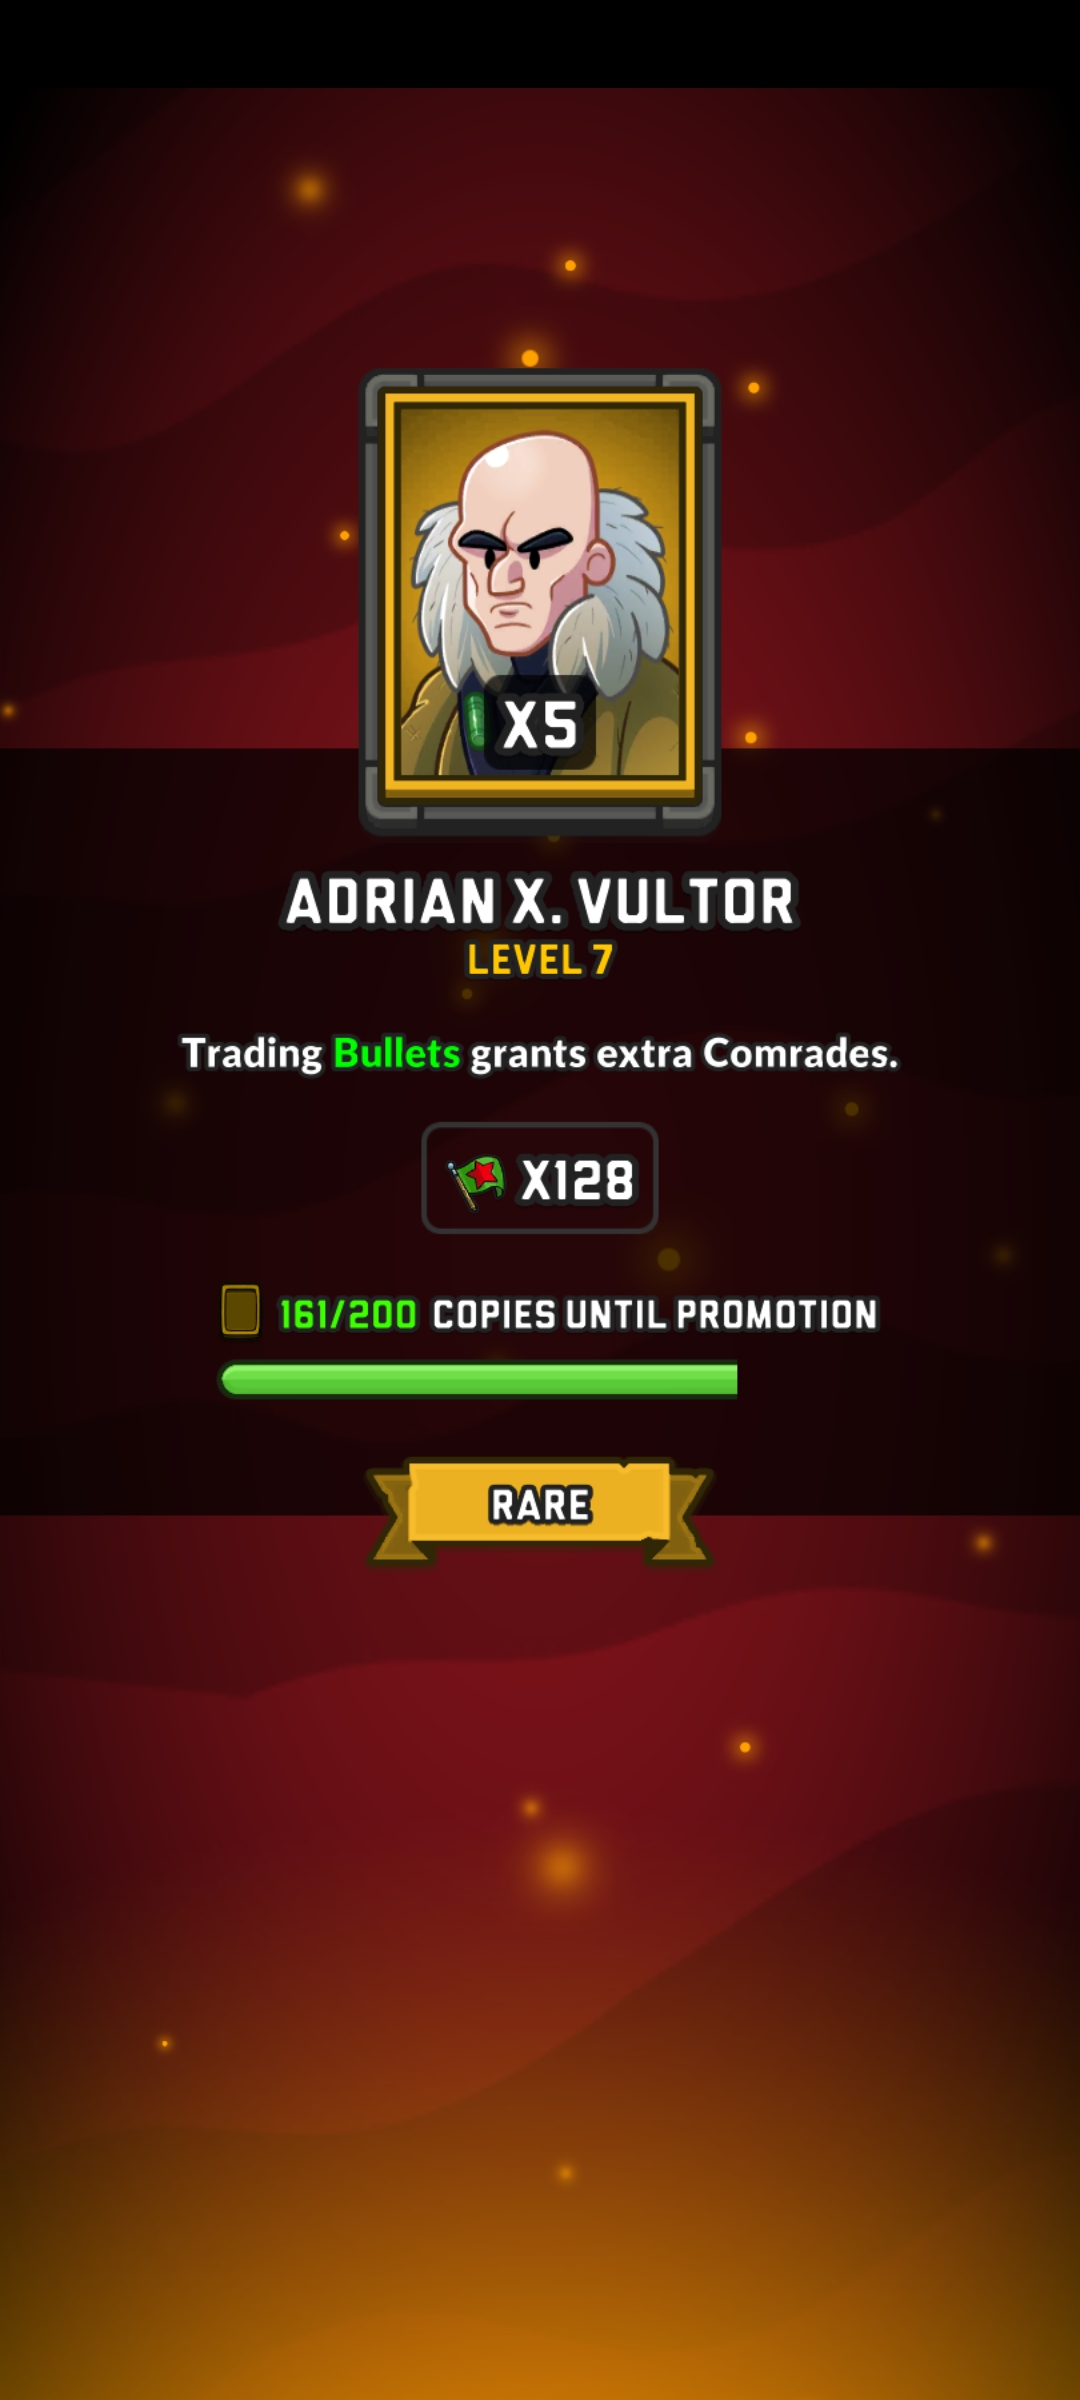 X5
ADRIAN X. VULTOR
LEVEL 7
Trading Bullets grants extra Comrades.
X128
161/200 COPIES UNTIL PROMOTION
RARE